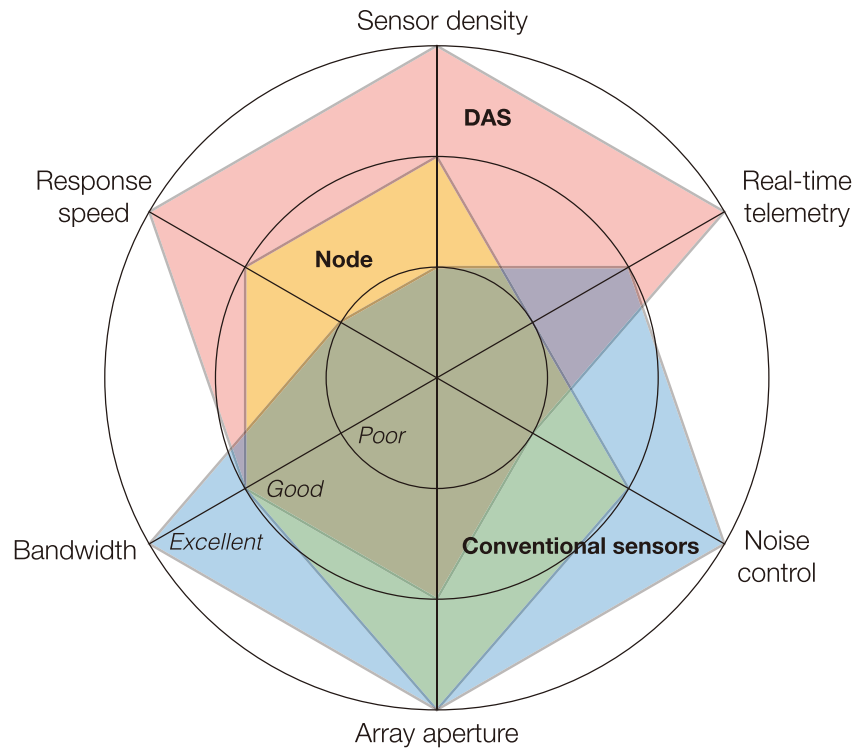 Sensor density
DAS
Response
speed
Real-time
telemetry
Node
Poor
Good
Excellent
Bandwidth
Conventional sensors
Noise
control
Array aperture